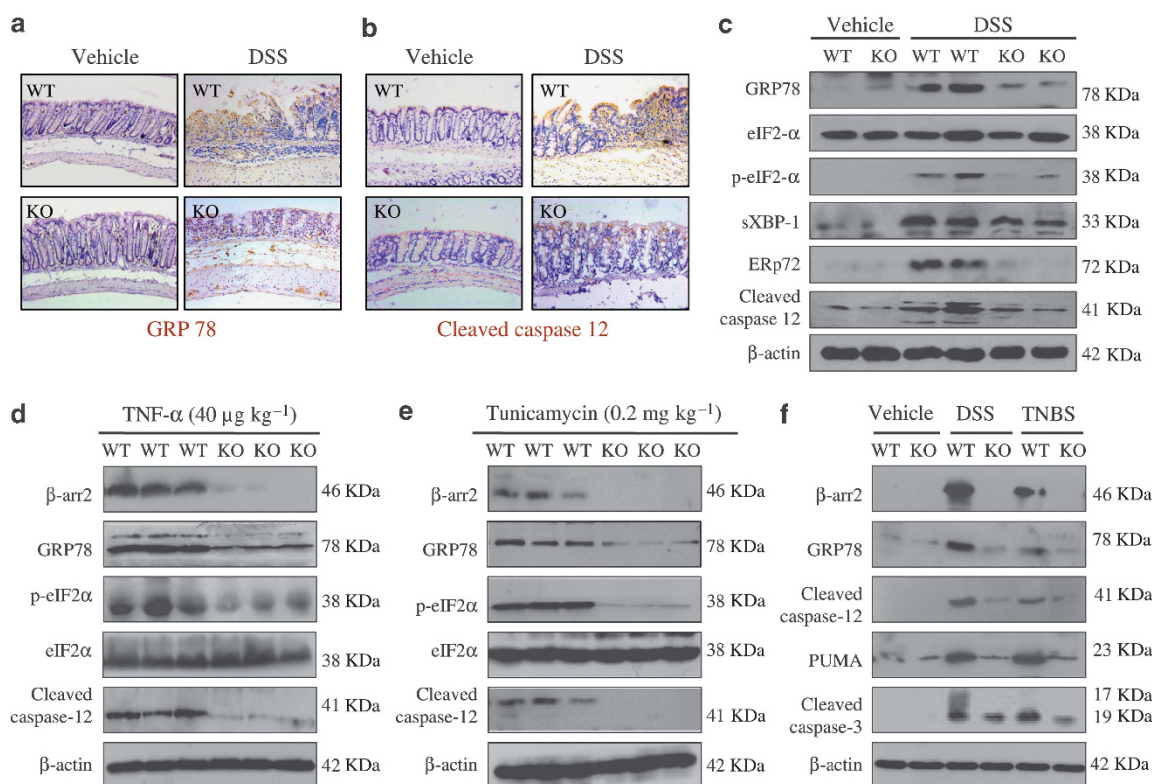 a
Vehicle DSS
WT WT
KO KO
GRP 78
b
Vehicle DSS
WT WT
KO KO
Cleaved caspase 12
c
Vehicle DSS
WT KO WT WT KO KO
GRP78 78 KDa
eIF2-α 38 KDa
p-eIF2-α 38 KDa
sXBP-1 33 KDa
ERp72 72 KDa
Cleaved
caspase 12 41 KDa
β-actin 42 KDa
d
TNF-α (40 µg kg⁻¹)
WT WT WT KO KO KO
β-arr2 46 KDa
GRP78 78 KDa
p-eIF2α 38 KDa
eIF2α 38 KDa
Cleaved
caspase-12 41 KDa
β-actin 42 KDa
e
Tunicamycin (0.2 mg kg⁻¹)
WT WT WT KO KO KO
β-arr2 46 KDa
GRP78 78 KDa
p-eIF2α 38 KDa
eIF2α 38 KDa
Cleaved
caspase-12 41 KDa
β-actin 42 KDa
f
Vehicle DSS TNBS
WT KO WT KO WT KO
β-arr2 46 KDa
GRP78 78 KDa
Cleaved
caspase-12 41 KDa
PUMA 23 KDa
Cleaved
caspase-3 17 KDa
19 KDa
β-actin 42 KDa